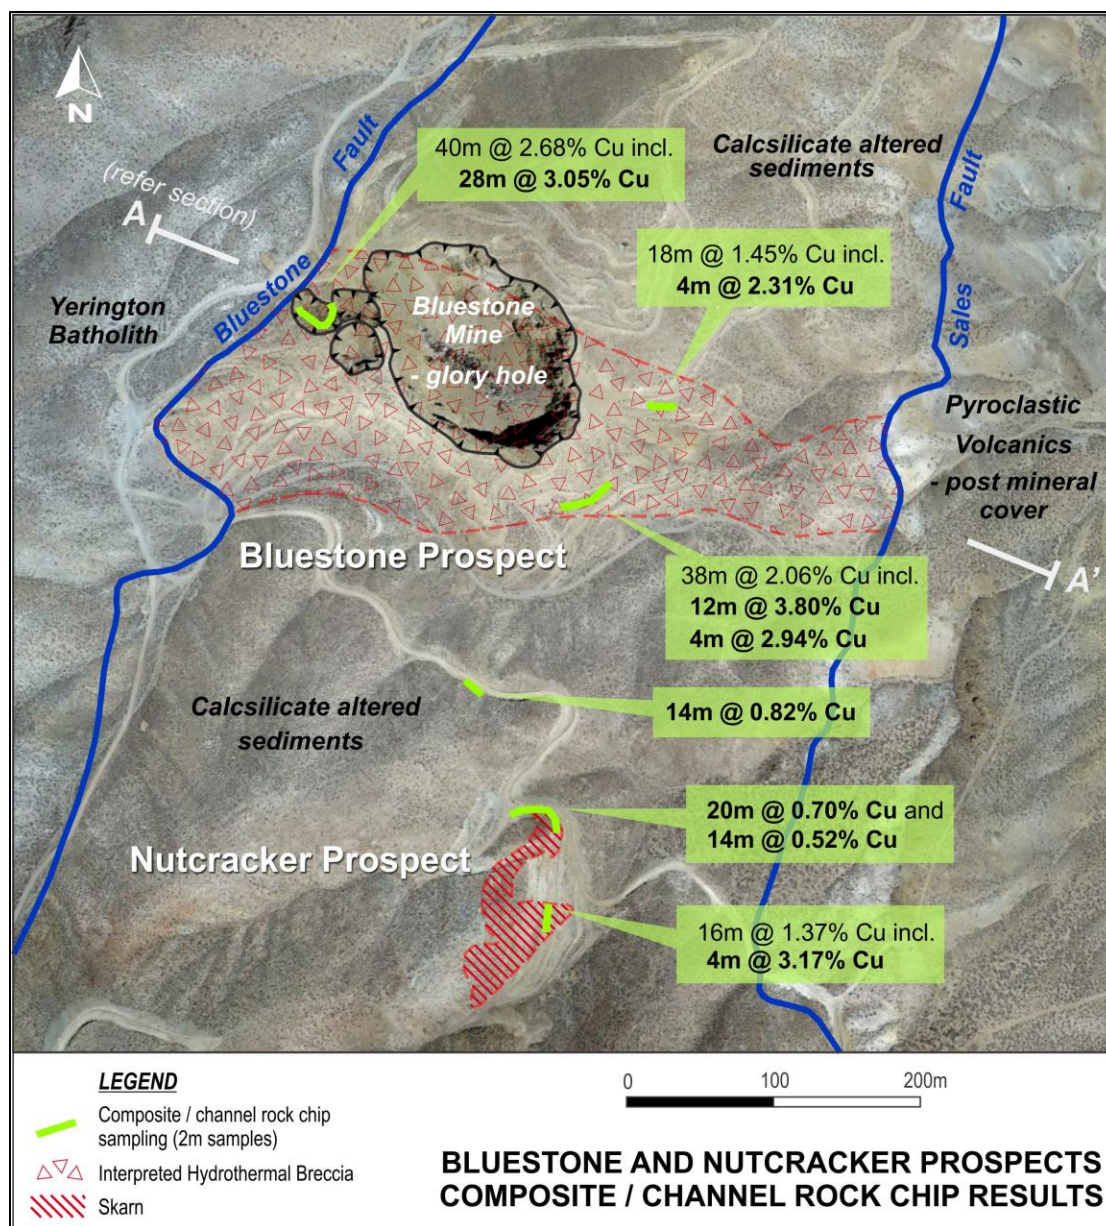 N
40m @ 2.68% Cu incl.
28m @ 3.05% Cu
Calcsilicate altered
sediments
Fault
Fault
(refer section)
A
18m @ 1.45% Cu incl.
4m @ 2.31% Cu
Yerington
Batholith
Bluestone
Bluestone
Mine
- glory hole
Sales
Pyroclastic
Volcanics
- post mineral
cover
Bluestone Prospect
A'
38m @ 2.06% Cu incl.
12m @ 3.80% Cu
4m @ 2.94% Cu
14m @ 0.82% Cu
Calcsilicate altered
sediments
20m @ 0.70% Cu and
14m @ 0.52% Cu
Nutcracker Prospect
16m @ 1.37% Cu incl.
4m @ 3.17% Cu
LEGEND
Composite / channel rock chip
sampling (2m samples)
Interpreted Hydrothermal Breccia
Skarn
0 100 200m
BLUESTONE AND NUTCRACKER PROSPECTS
COMPOSITE / CHANNEL ROCK CHIP RESULTS